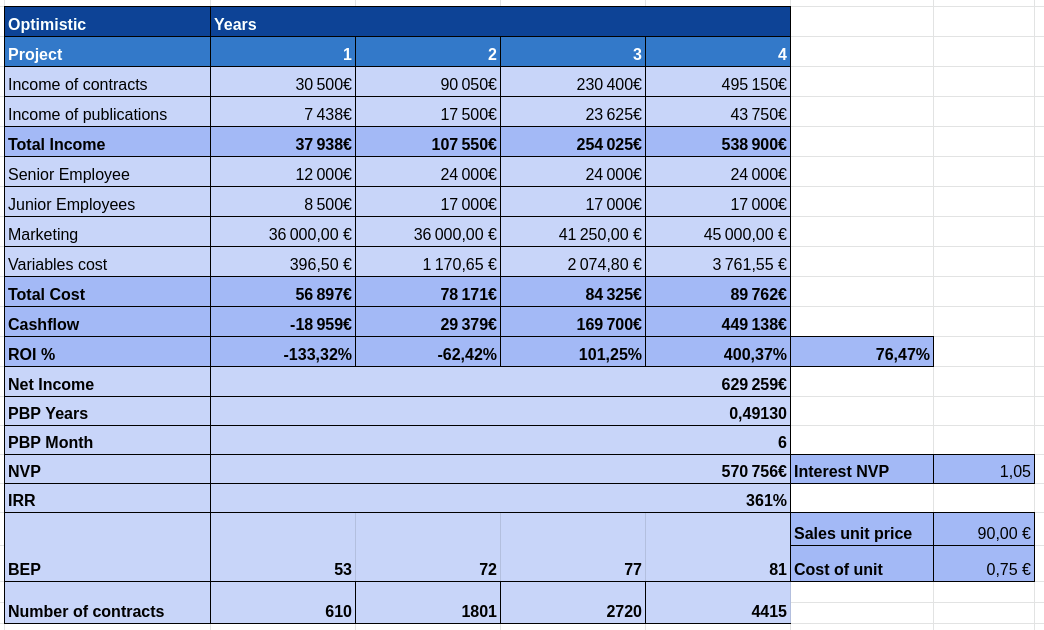 Optimistic Years
Project 1 2 3 4
Income of contracts 30 500€ 90 050€ 230 400€ 495 150€
Income of publications 7 438€ 17 500€ 23 625€ 43 750€
Total Income 37 938€ 107 550€ 254 025€ 538 900€
Senior Employee 12 000€ 24 000€ 24 000€ 24 000€
Junior Employees 8 500€ 17 000€ 17 000€ 17 000€
Marketing 36 000,00 € 36 000,00 € 41 250,00 € 45 000,00 €
Variables cost 396,50 € 1 170,65 € 2 074,80 € 3 761,55 €
Total Cost 56 897€ 78 171€ 84 325€ 89 762€
Cashflow -18 959€ 29 379€ 169 700€ 449 138€
ROI % -133,32% -62,42% 101,25% 400,37% 76,47%
Net Income 629 259€
PBP Years 0,49130
PBP Month 6
NVP 570 756€ Interest NVP 1,05
IRR 361%
Sales unit price 90,00 €
BEP 53 72 77 81 Cost of unit 0,75 €
Number of contracts 610 1801 2720 4415